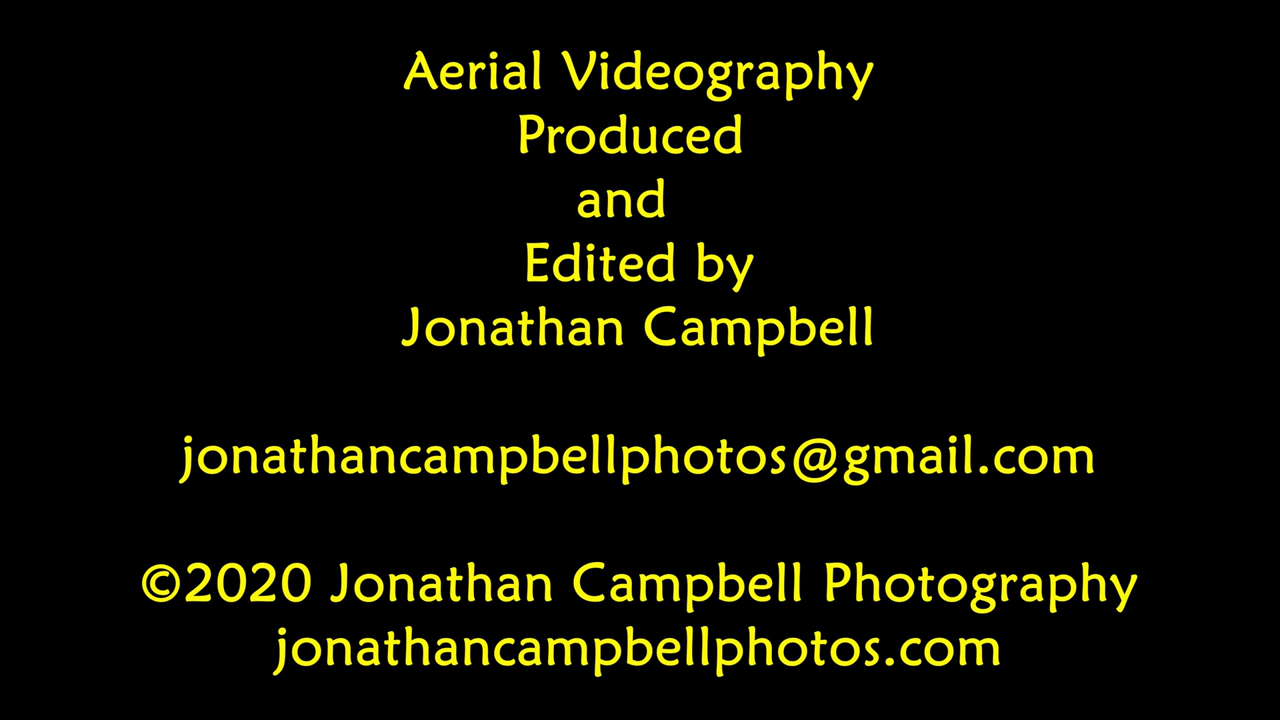 Aerial Videography
Produced
and
Edited by
Jonathan Campbell
jonathancampbellphotos@gmail.com
©2020 Jonathan Campbell Photography
jonathancampbellphotos.com